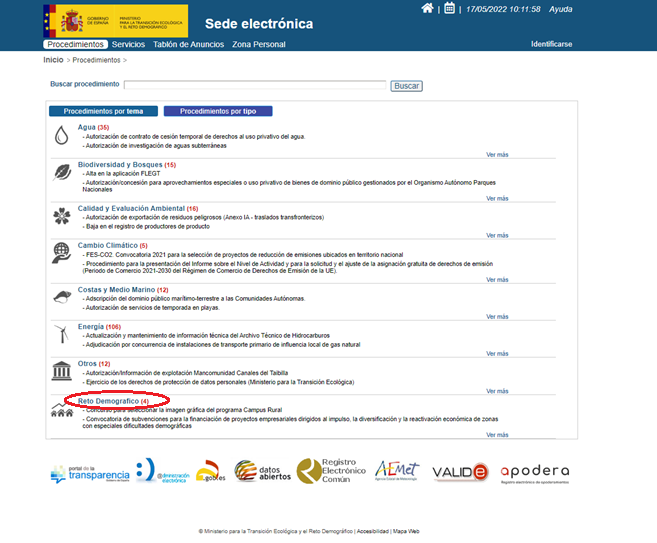 GOBIERNO DE ESPAÑA
MINISTERIO PARA LA TRANSICIÓN ECOLÓGICA Y EL RETO DEMOGRÁFICO
Sede electrónica
| | 17/05/2022 10:11:58 Ayuda
Procedimientos Servicios Tablón de Anuncios Zona Personal Identificarse
Inicio > Procedimientos >
Buscar procedimiento Buscar
Procedimientos por tema Procedimientos por tipo
Agua (35)
- Autorización de contrato de cesión temporal de derechos al uso privativo del agua.
- Autorización de investigación de aguas subterráneas
Ver más
Biodiversidad y Bosques (15)
- Alta en la aplicación FLEGT
- Autorización/concesión para aprovechamientos especiales o uso privativo de bienes de dominio público gestionados por el Organismo Autónomo Parques
Nacionales
Ver más
Calidad y Evaluación Ambiental (16)
- Autorización de exportación de residuos peligrosos (Anexo IA - traslados transfronterizos)
- Baja en el registro de productores de producto
Ver más
Cambio Climático (5)
- FES-CO2. Convocatoria 2021 para la selección de proyectos de reducción de emisiones ubicados en territorio nacional
- Procedimiento para la presentación del Informe sobre el Nivel de Actividad y para la solicitud y el ajuste de la asignación gratuita de derechos de emisión
(Periodo de Comercio 2021-2030 del Régimen de Comercio de Derechos de Emisión de la UE).
Ver más
Costas y Medio Marino (12)
- Adscripción del dominio público marítimo-terrestre a las Comunidades Autónomas.
- Autorización de servicios de temporada en playas.
Ver más
Energía (106)
- Actualización y mantenimiento de información técnica del Archivo Técnico de Hidrocarburos
- Adjudicación por concurrencia de instalaciones de transporte primario de influencia local de gas natural
Ver más
Otros (12)
- Autorización/Información de explotación Mancomunidad Canales del Taibilla
- Ejercicio de los derechos de protección de datos personales (Ministerio para la Transición Ecológica)
Ver más
Reto Demografico (4)
- Concurso para seleccionar la imagen gráfica del programa Campus Rural
- Convocatoria de subvenciones para la financiación de proyectos empresariales dirigidos al impulso, la diversificación y la reactivación económica de zonas
con especiales dificultades demográficas
Ver más
portal de la transparencia
@dministración electrónica
gob.es
datos abiertos
Registro Electrónico Común
AEMet
Agencia Estatal de Meteorología
VALIDe
apodera
Registro electrónico de apoderamientos
© Ministerio para la Transición Ecológica y el Reto Demográfico | Accesibilidad | Mapa Web